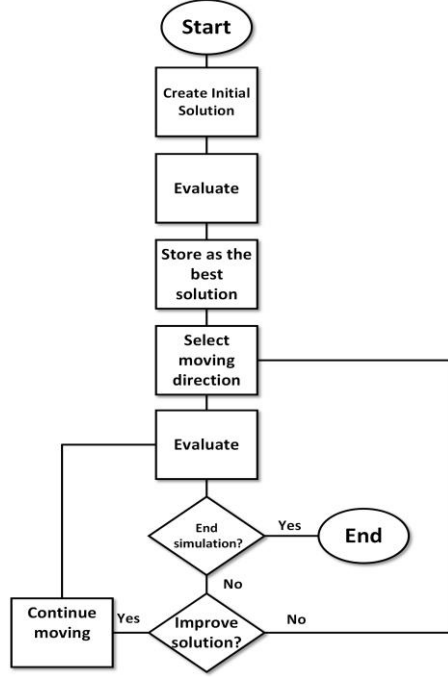 Start
Create Initial
Solution
Evaluate
Store as the
best
solution
Select
moving
direction
Evaluate
End
simulation?
Yes
End
No
Continue
moving
Yes
Improve
solution?
No